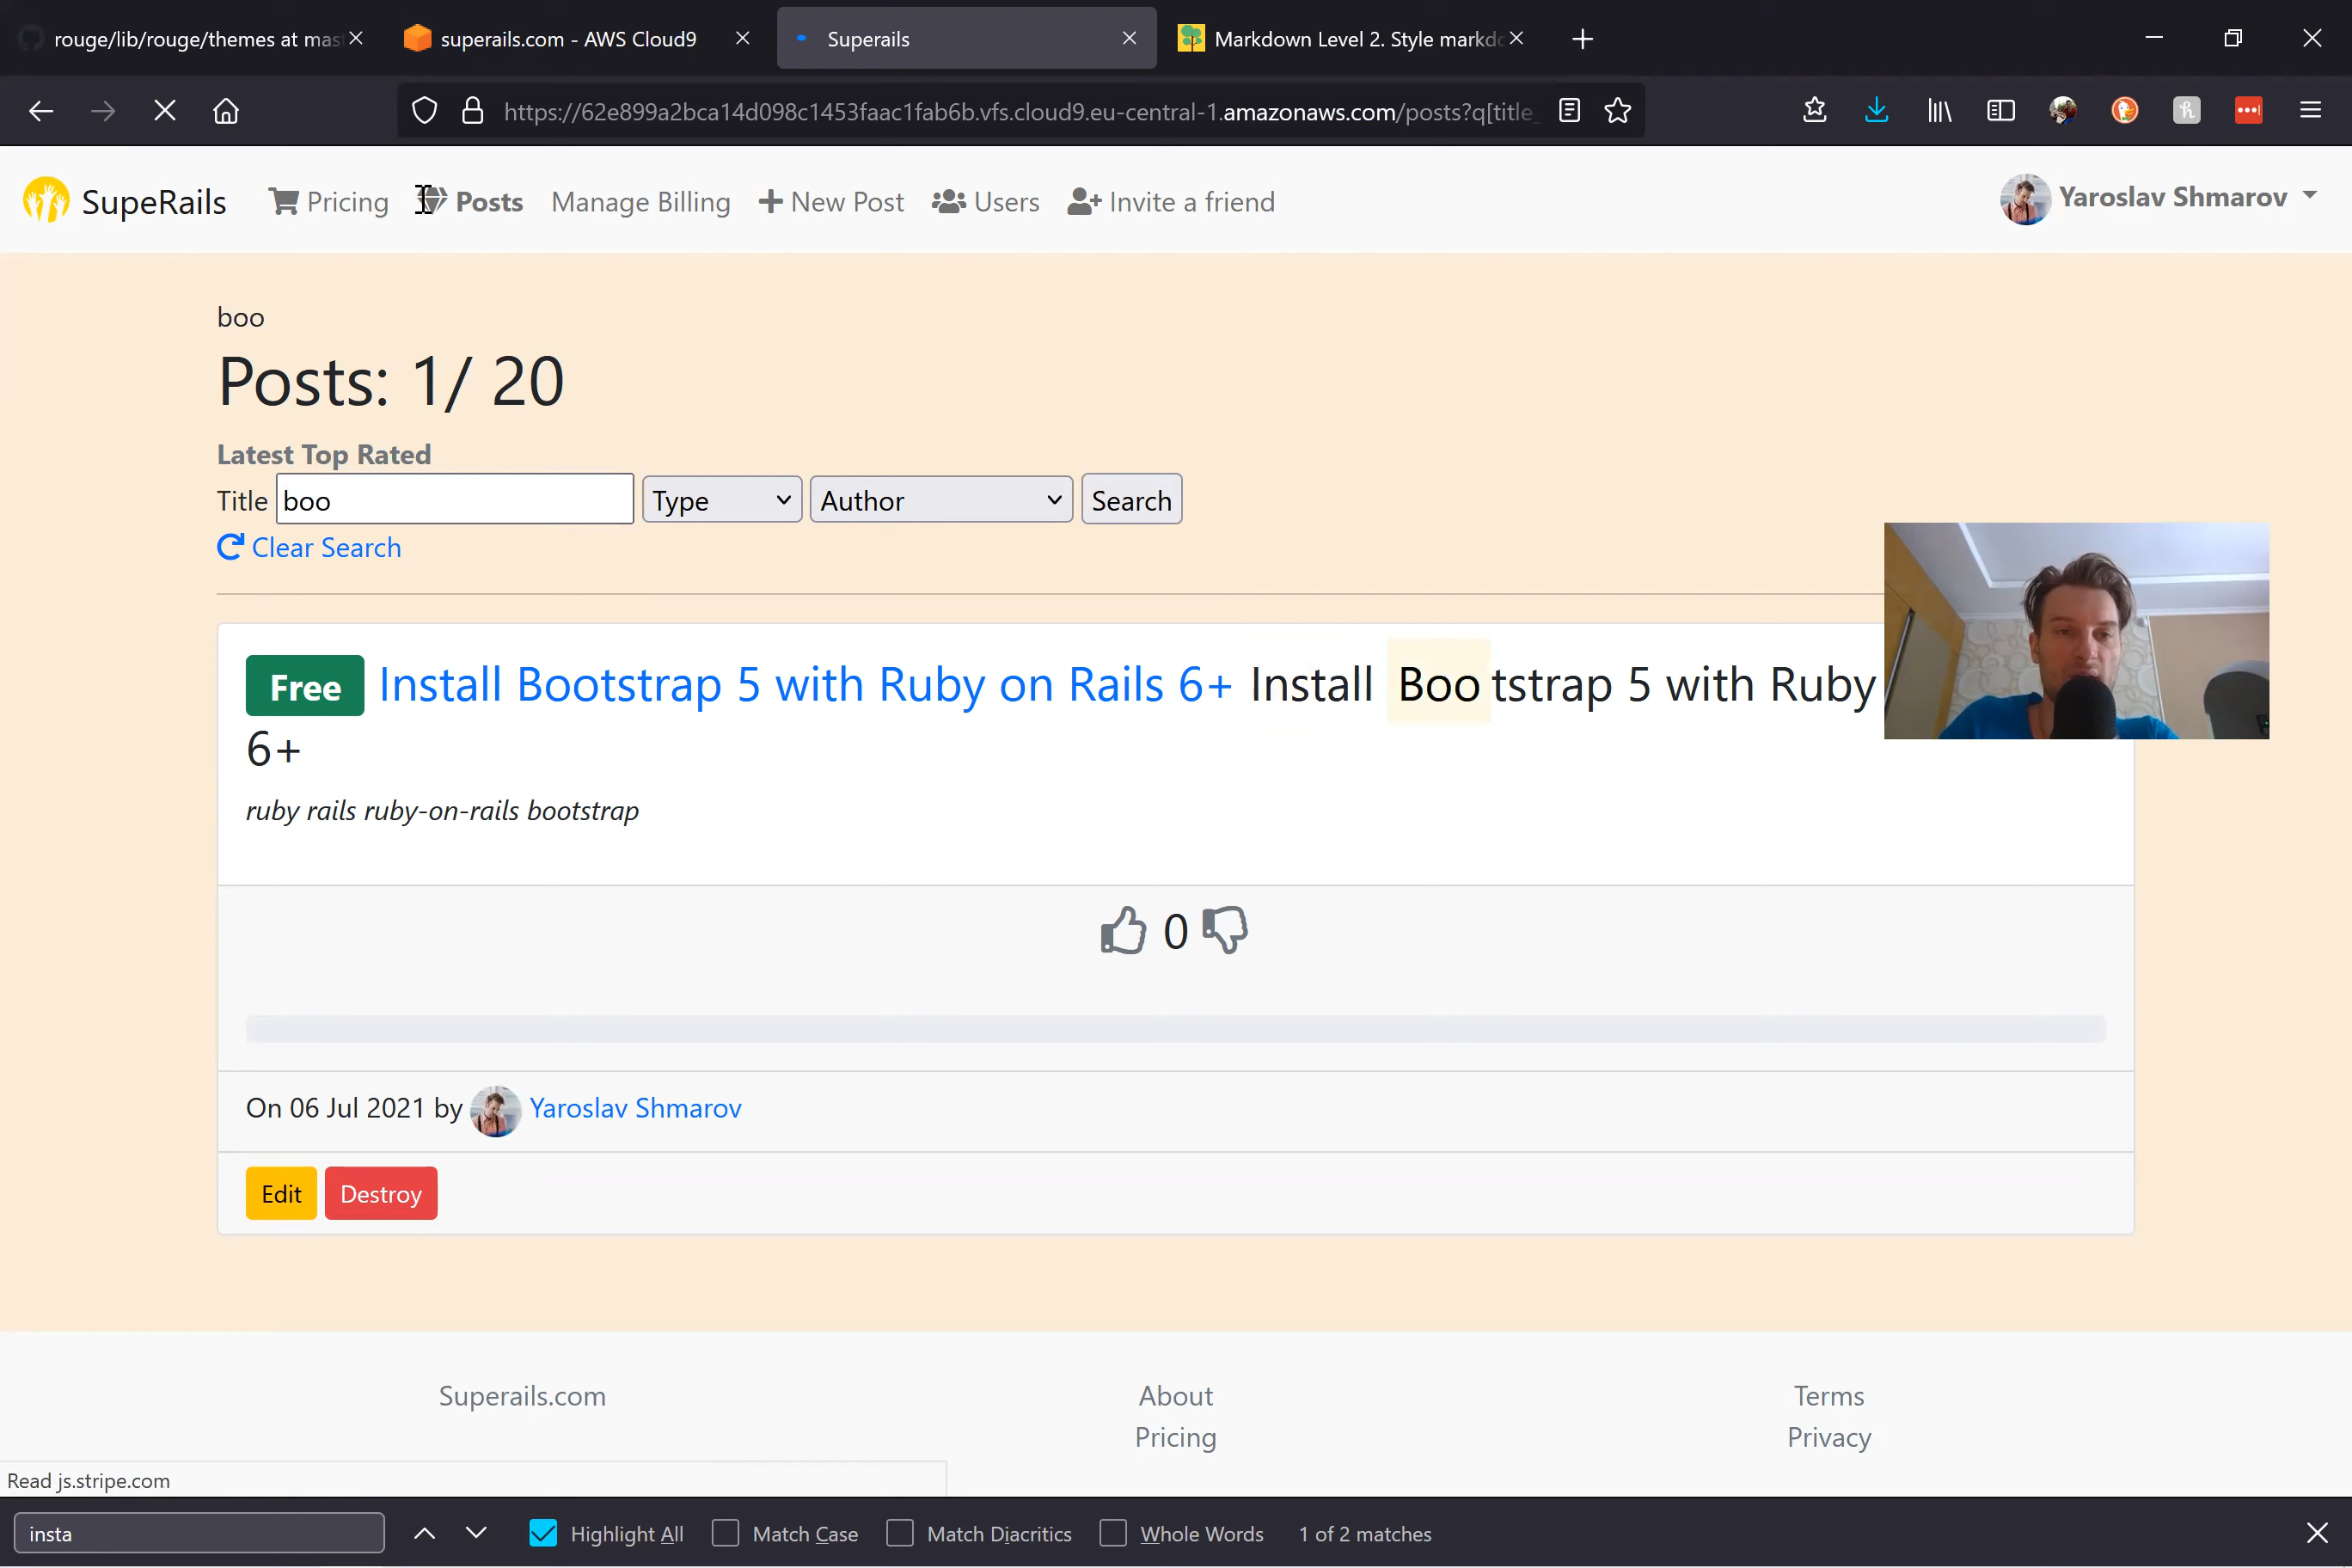 rouge/lib/rouge/themes at mas
superails.com - AWS Cloud9
Superails
Markdown Level 2. Style markdo
https://62e899a2bca14d098c1453faac1fab6b.vfs.cloud9.eu-central-1.amazonaws.com/posts?q[title_
SupeRails
Pricing
Posts
Manage Billing
New Post
Users
Invite a friend
Yaroslav Shmarov
boo
Posts: 1/ 20
Latest Top Rated
Title boo Type Author Search
Clear Search
Free Install Bootstrap 5 with Ruby on Rails 6+ Install Bootstrap 5 with Ruby
6+
ruby rails ruby-on-rails bootstrap
0
On 06 Jul 2021 by Yaroslav Shmarov
Edit Destroy
Superails.com
About
Terms
Pricing
Privacy
Read js.stripe.com
insta
Highlight All
Match Case
Match Diacritics
Whole Words
1 of 2 matches